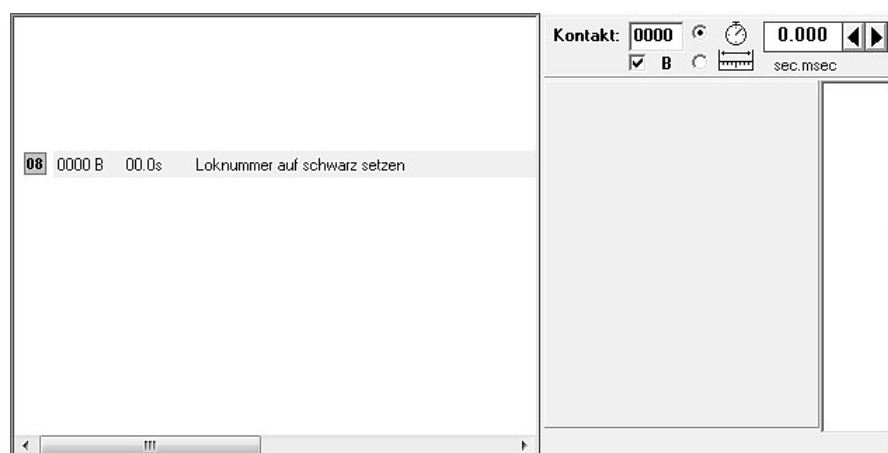 Kontakt: 0000 0.000
B sec.msec
08 0000 B 00.0s Loknummer auf schwarz setzen